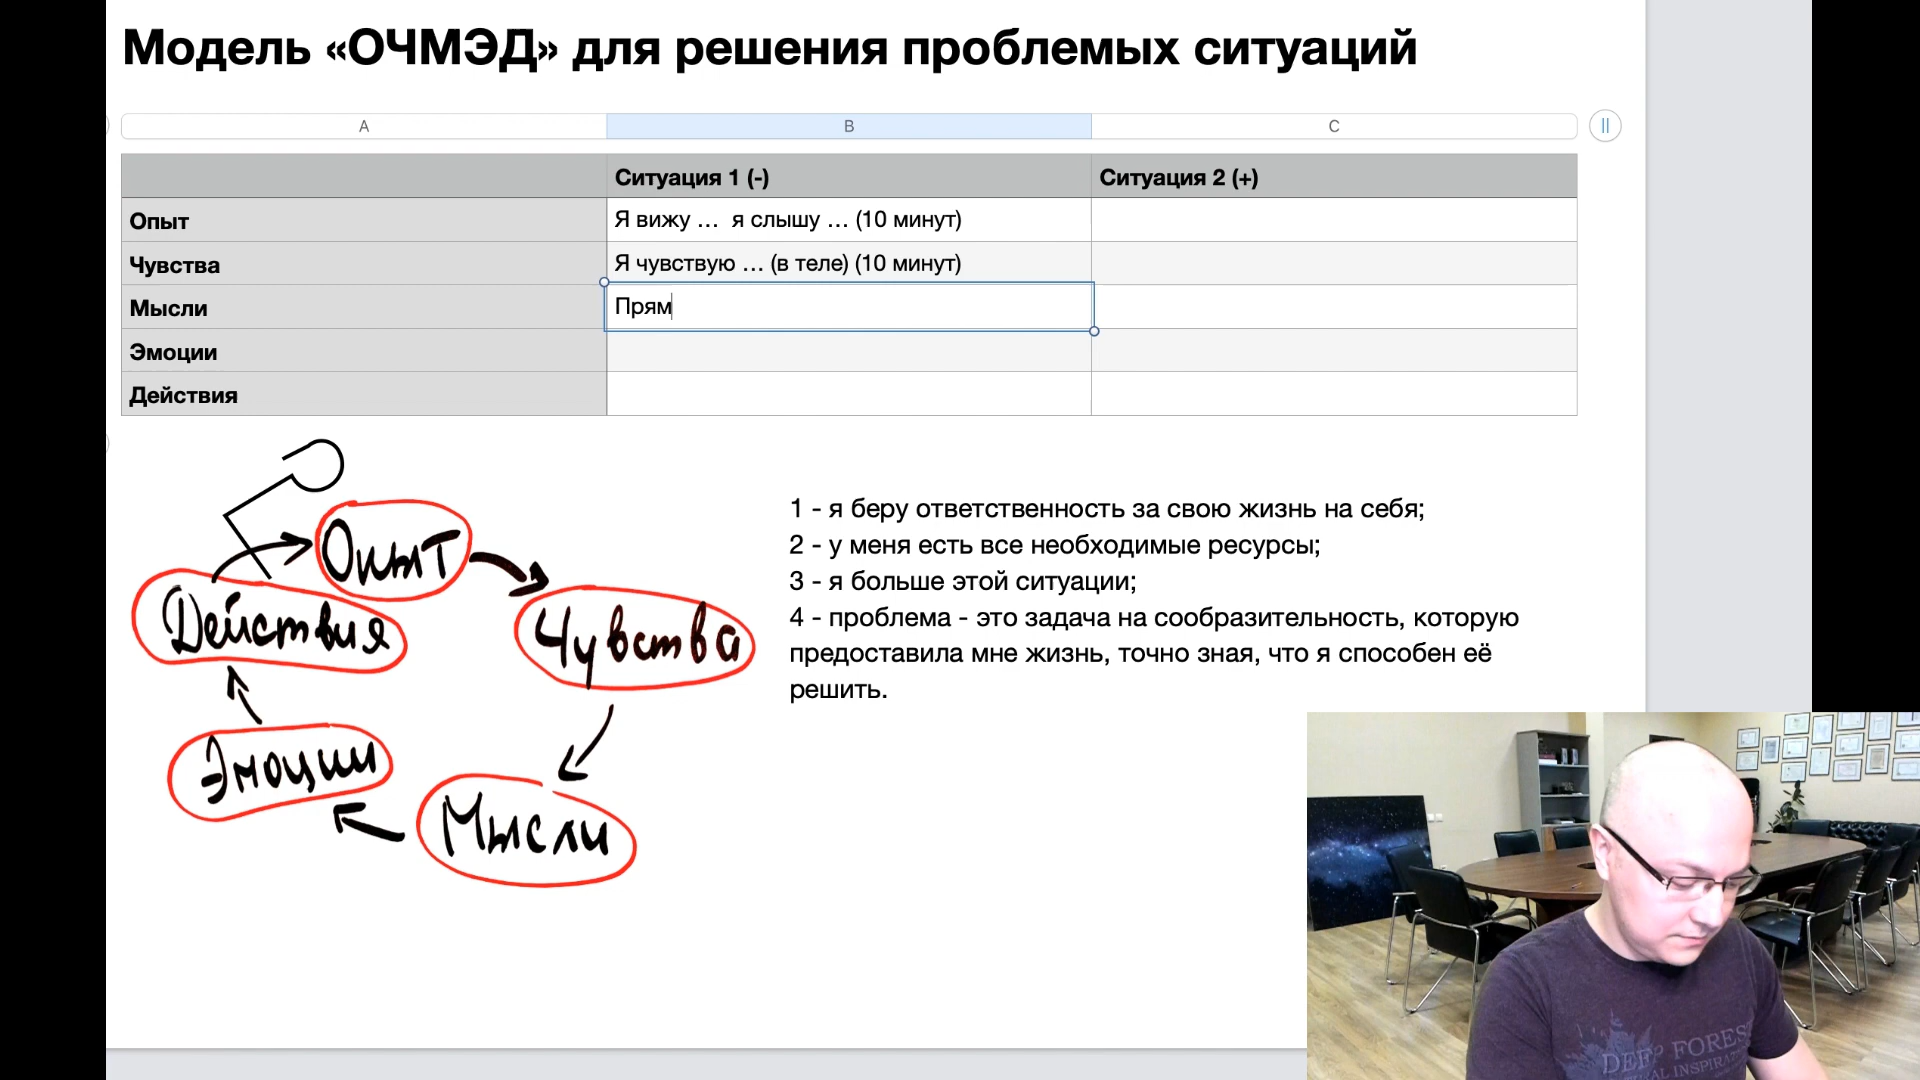 Модель «ОЧМЭД» для решения проблемых ситуаций
A B C
Ситуация 1 (-) Ситуация 2 (+)
Опыт Я вижу … я слышу … (10 минут)
Чувства Я чувствую … (в теле) (10 минут)
Мысли Прям
Эмоции
Действия
1 - я беру ответственность за свою жизнь на себя;
2 - у меня есть все необходимые ресурсы;
3 - я больше этой ситуации;
4 - проблема - это задача на сообразительность, которую
предоставила мне жизнь, точно зная, что я способен её
решить.
Опыт
Действия
Чувства
Эмоции
Мысли
DEEP FOREST